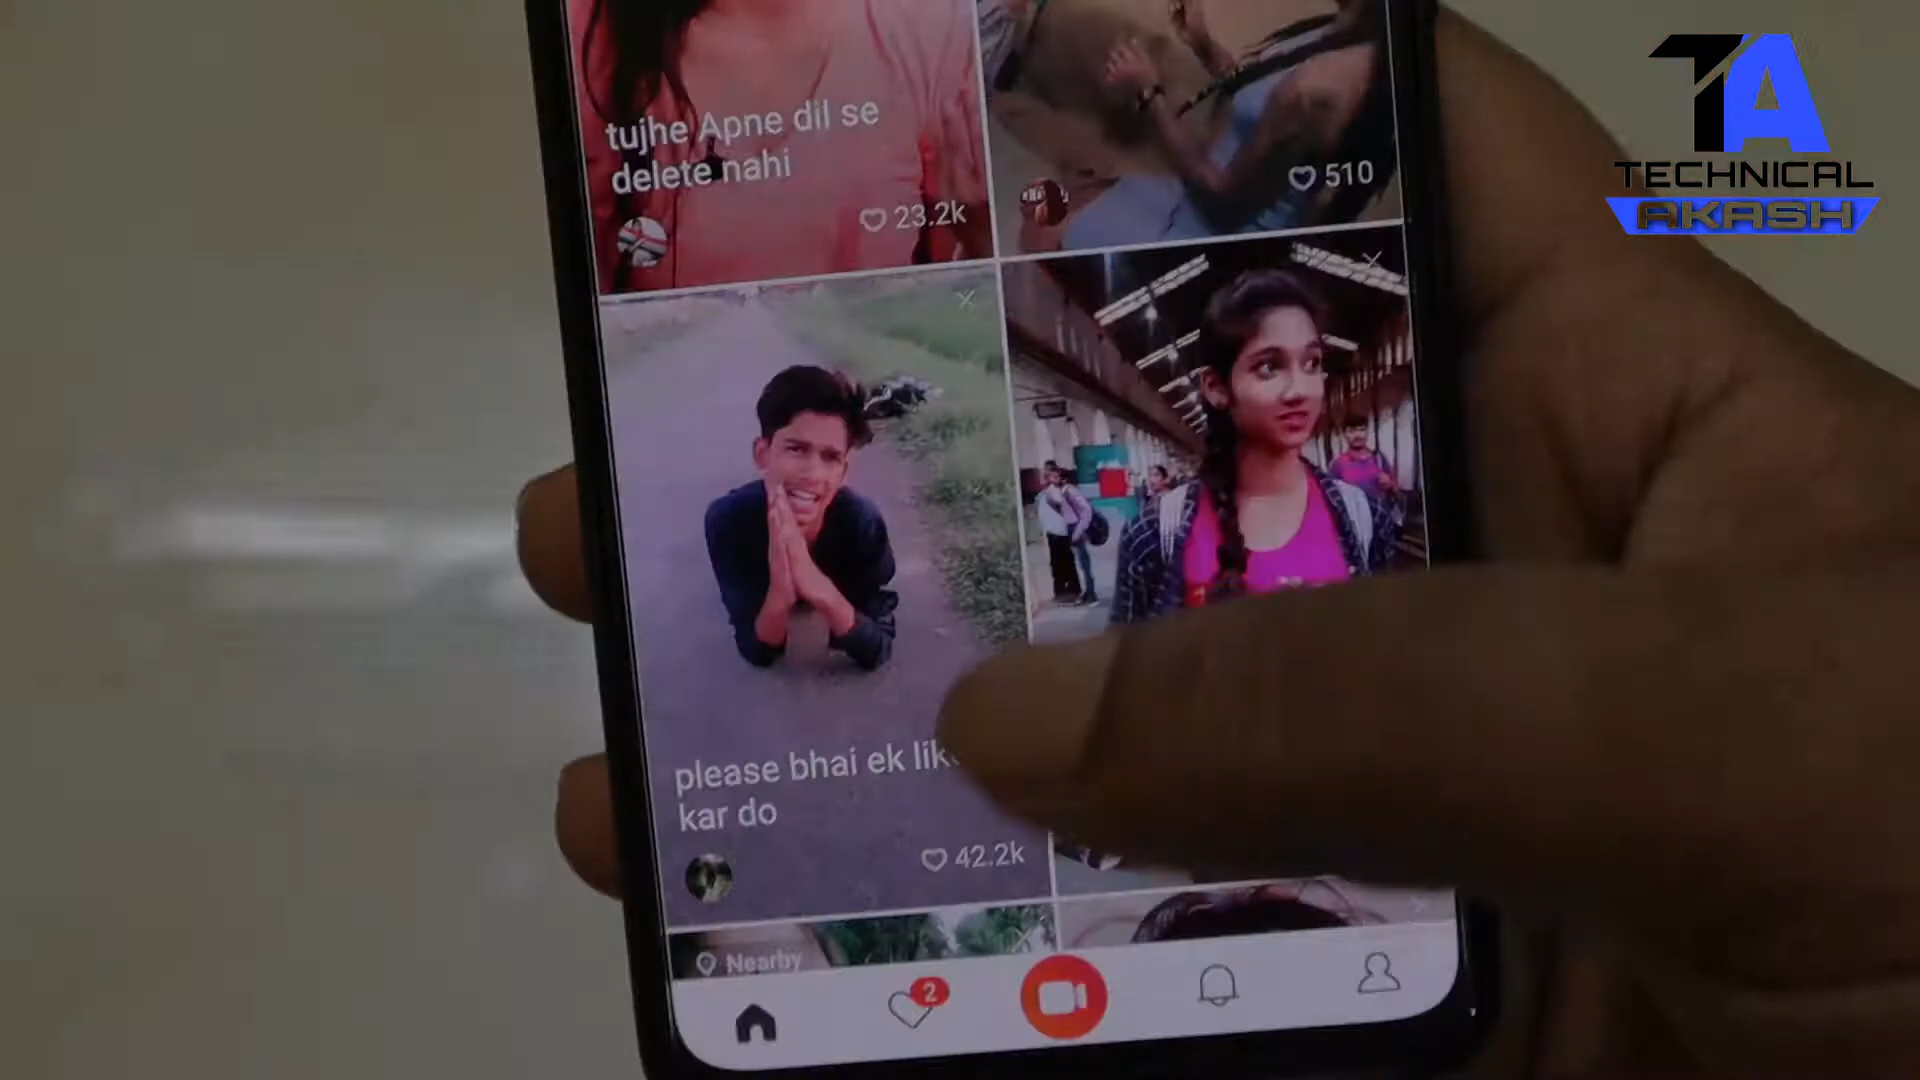 tujhe Apne dil se
delete nahi
23.2k
510
TECHNICAL
AKASH
please bhai ek
kar do
42.2k
Nearby
2